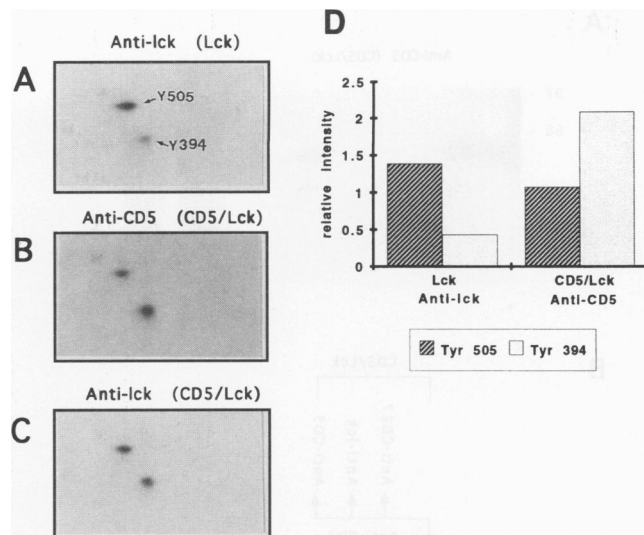 A
Anti-lck (Lck)
Y505
Y394
B
Anti-CD5 (CD5/Lck)
C
Anti-lck (CD5/Lck)
D
relative intensity
2.5
2
1.5
1
0.5
0
Lck
Anti-lck
CD5/Lck
Anti-CD5
Tyr 505
Tyr 394